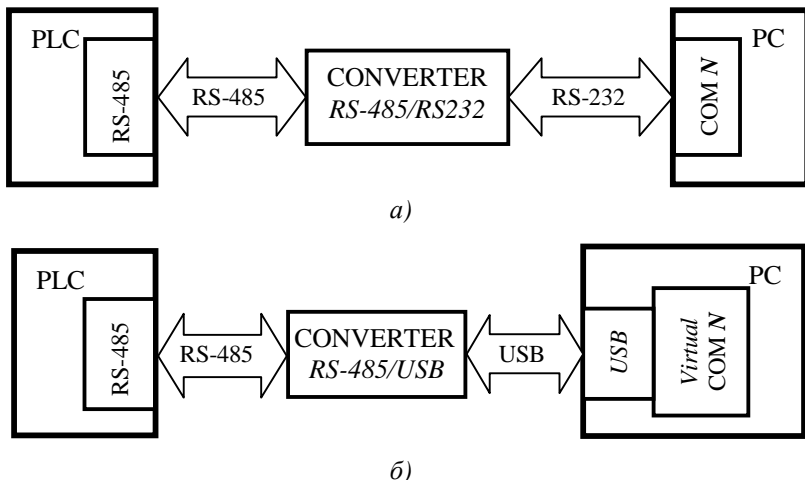 PLC
RS-485
RS-485
CONVERTER
RS-485/RS232
RS-232
COM N
PC
а)
PLC
RS-485
RS-485
CONVERTER
RS-485/USB
USB
USB
Virtual
COM N
PC
б)